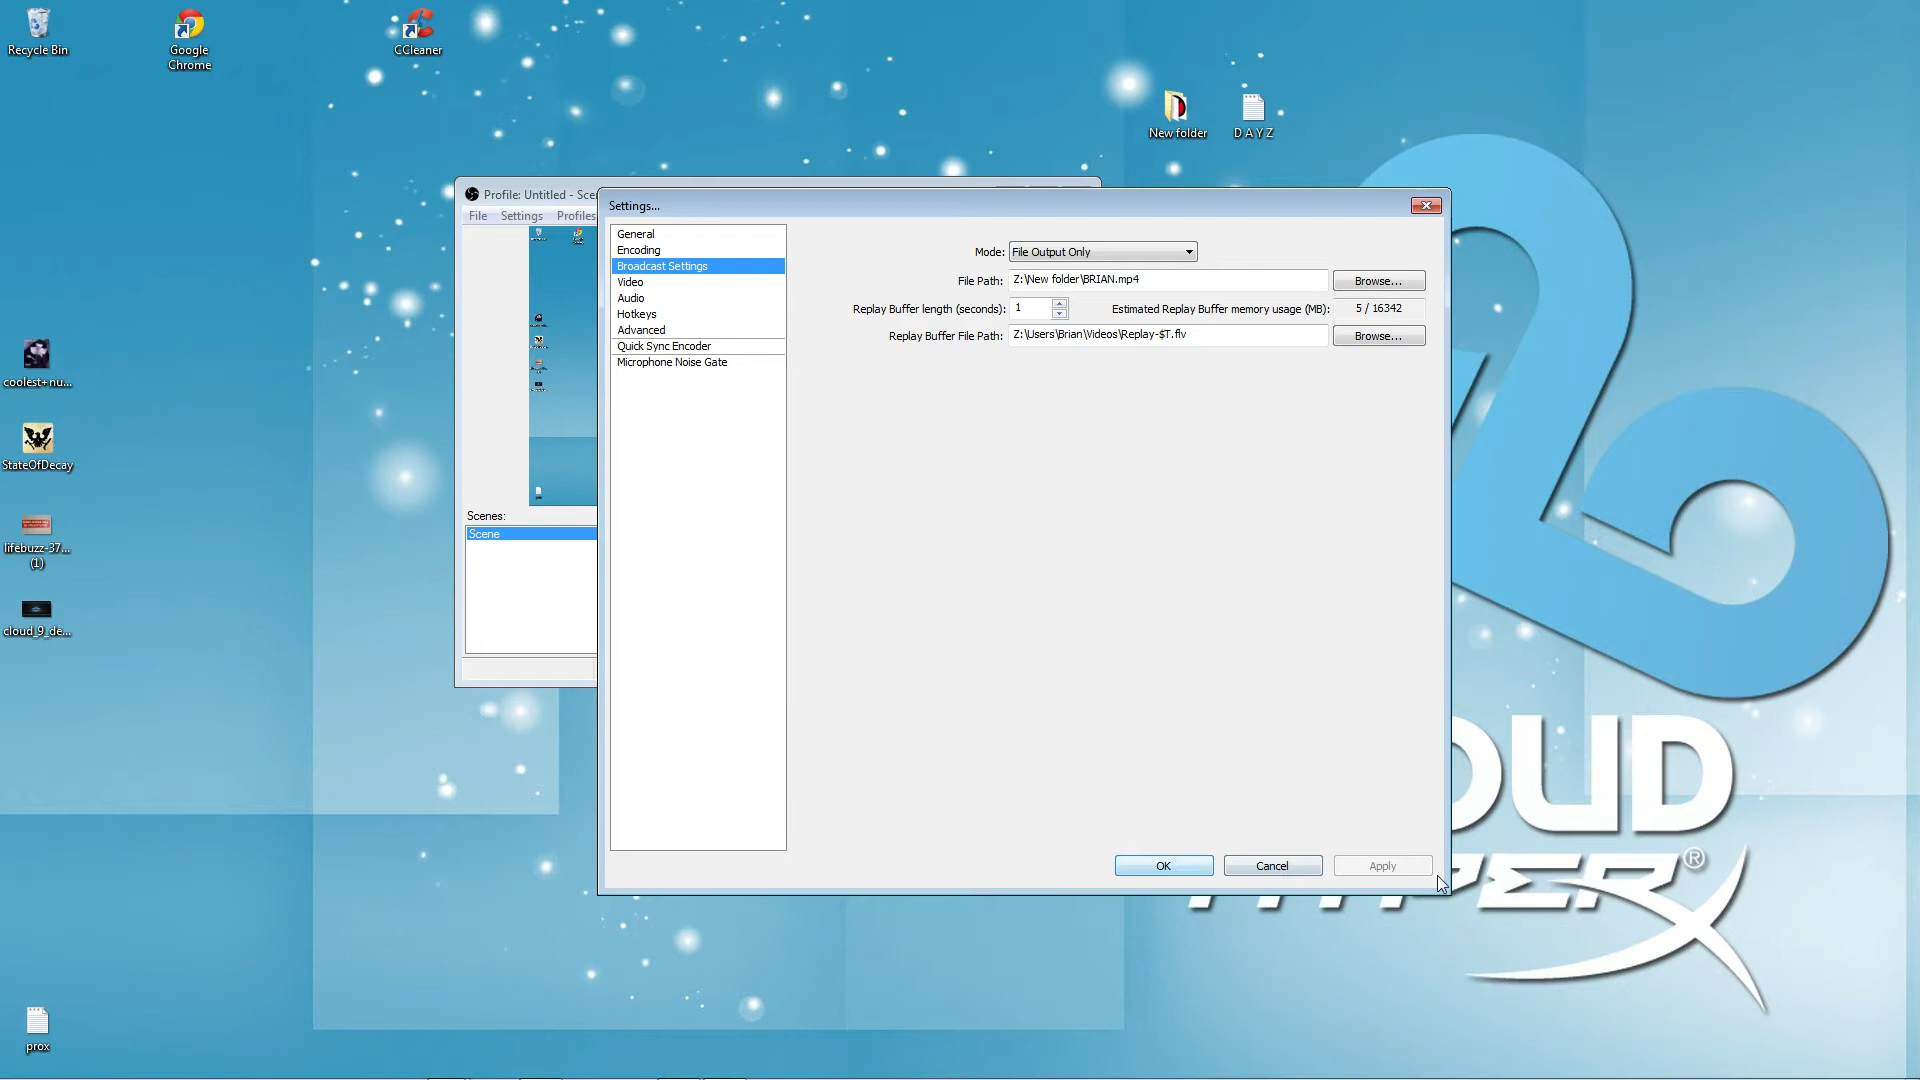 Recycle Bin
Google
Chrome
CCleaner
New folder
D A Y Z
coolest+nu...
StateOfDecay
lifebuzz-37...
(1)
cloud_9_de...
prox
Profile: Untitled - Scen
File Settings Profiles
Scenes:
Scene
Settings...
General
Encoding
Broadcast Settings
Video
Audio
Hotkeys
Advanced
Quick Sync Encoder
Microphone Noise Gate
Mode: File Output Only
File Path: Z:\New folder\BRIAN.mp4 Browse...
Replay Buffer length (seconds): 1 Estimated Replay Buffer memory usage (MB): 5 / 16342
Replay Buffer File Path: Z:\Users\Brian\Videos\Replay-$T.flv Browse...
OK Cancel Apply
OUD
HYPERX®